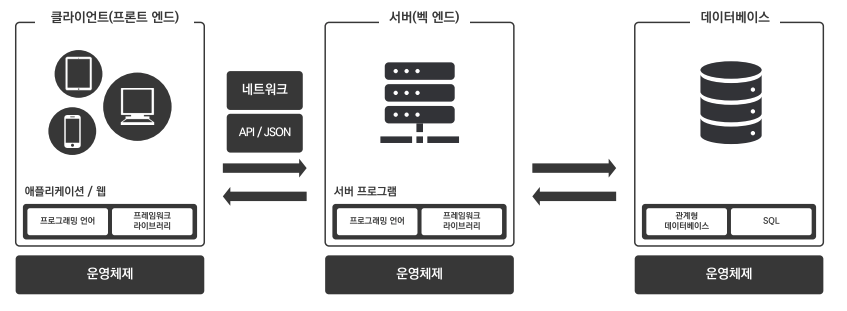 클라이언트(프론트 엔드)
애플리케이션 / 웹
프로그래밍 언어
프레임워크
라이브러리
운영체제
네트워크
API / JSON
서버(벡 엔드)
서버 프로그램
프로그래밍 언어
프레임워크
라이브러리
운영체제
데이터베이스
관계형
데이터베이스
SQL
운영체제